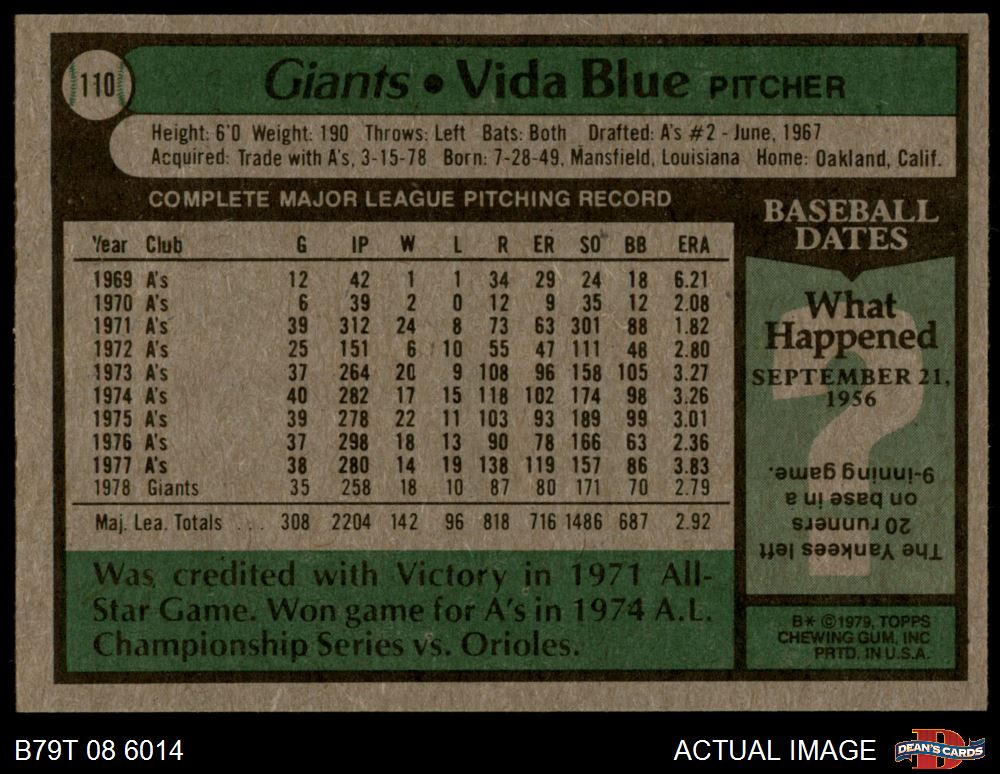 110
Giants • Vida Blue PITCHER
Height: 6'0 Weight: 190 Throws: Left Bats: Both Drafted: A's #2 - June, 1967
Acquired: Trade with A's, 3-15-78 Born: 7-28-49, Mansfield, Louisiana Home: Oakland, Calif.
COMPLETE MAJOR LEAGUE PITCHING RECORD
Year Club G IP W L R ER SO BB ERA
1969 A's 12 42 1 1 34 29 24 18 6.21
1970 A's 6 39 2 0 12 9 35 12 2.08
1971 A's 39 312 24 8 73 63 301 88 1.82
1972 A's 25 151 6 10 55 47 111 48 2.80
1973 A's 37 264 20 9 108 96 158 105 3.27
1974 A's 40 282 17 15 118 102 174 98 3.26
1975 A's 39 278 22 11 103 93 189 99 3.01
1976 A's 37 298 18 13 90 78 166 63 2.36
1977 A's 38 280 14 19 138 119 157 86 3.83
1978 Giants 35 258 18 10 87 80 171 70 2.79
Maj. Lea. Totals ... 308 2204 142 96 818 716 1486 687 2.92
Was credited with Victory in 1971 All-
Star Game. Won game for A's in 1974 A.L.
Championship Series vs. Orioles.
BASEBALL
DATES
What
Happened
SEPTEMBER 21,
1956
?
The Yankees left
20 runners
on base in a
9-inning game.
B* ©1979, TOPPS
CHEWING GUM, INC
PRTD. IN U.S.A.
B79T 08 6014
ACTUAL IMAGE
D
DEAN'S CARDS